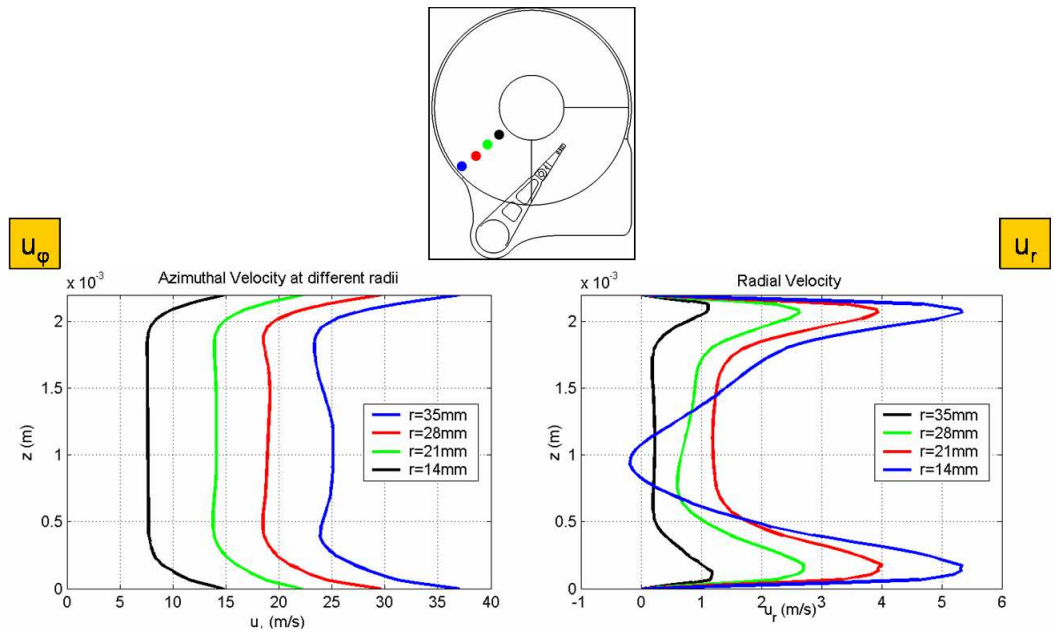 u_φ
u_r
x 10⁻³
Azimuthal Velocity at different radii
2
1.5
1
0.5
0
z (m)
r=35mm
r=28mm
r=21mm
r=14mm
0 5 10 15 20 25 30 35 40
u, (m/s)
x 10⁻³
Radial Velocity
2
1.5
1
0.5
0
z (m)
r=35mm
r=28mm
r=21mm
r=14mm
-1 0 1 2 3 4 5 6
u_r (m/s)